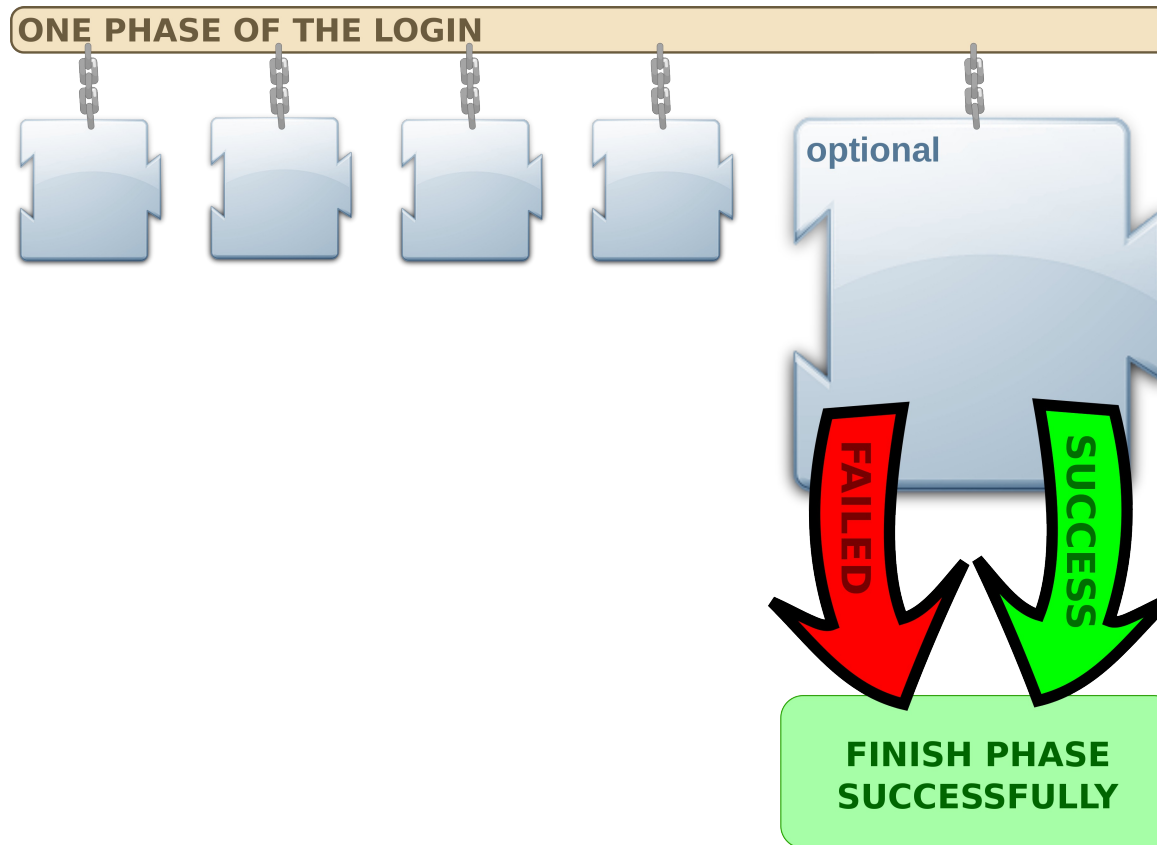 ONE PHASE OF THE LOGIN
optional
FAILED
SUCCESS
FINISH PHASE
SUCCESSFULLY